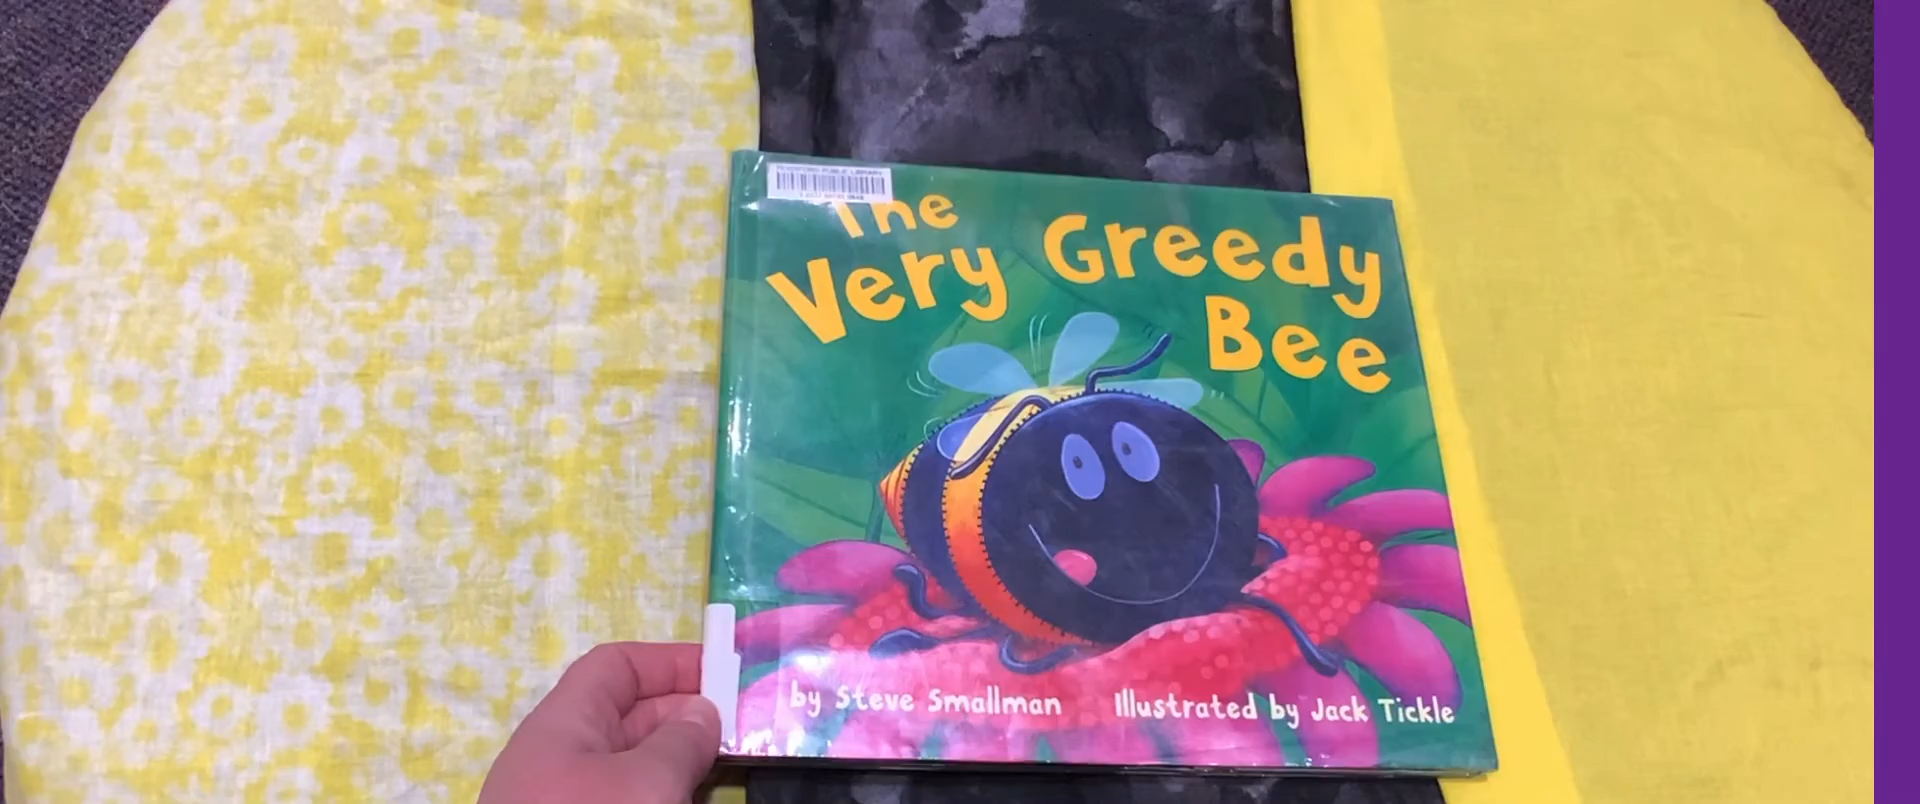 The
Very Greedy
Bee
by Steve Smallman Illustrated by Jack Tickle